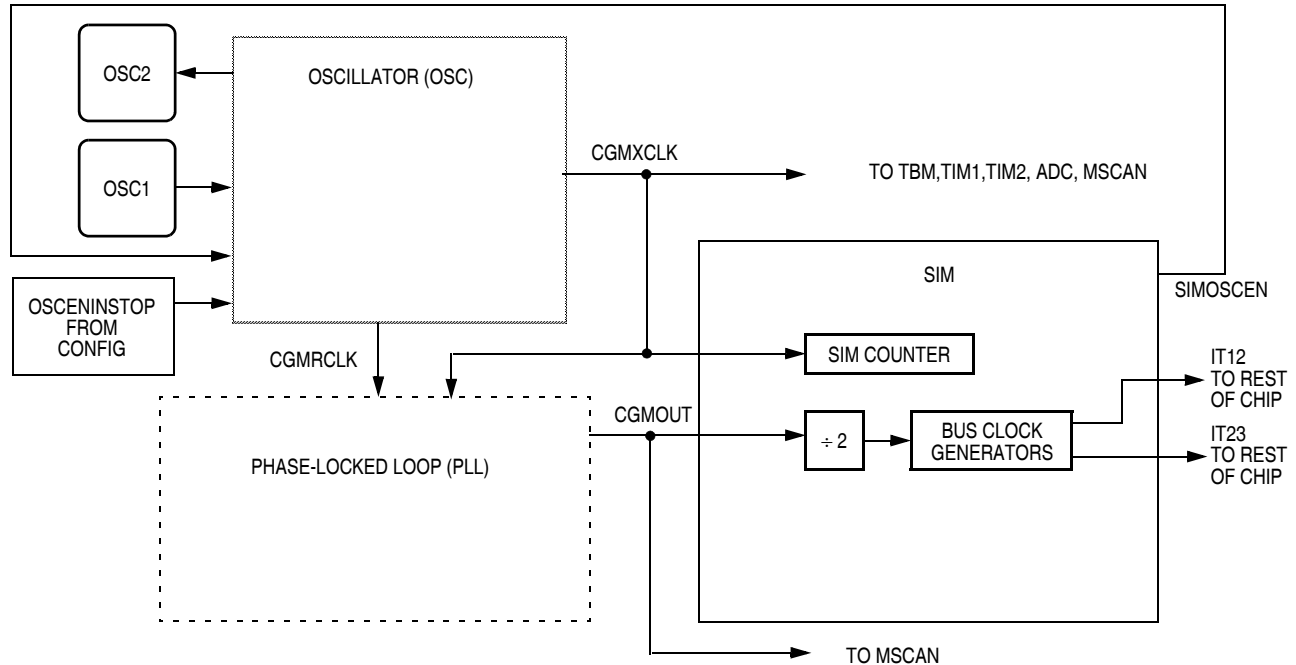 OSC2
OSCILLATOR (OSC)
CGMXCLK
TO TBM,TIM1,TIM2, ADC, MSCAN
OSC1
SIM
SIMOSCEN
OSCENINSTOP
FROM
CONFIG
CGMRCLK
SIM COUNTER
IT12
TO REST
OF CHIP
CGMOUT
÷ 2
BUS CLOCK
GENERATORS
IT23
TO REST
OF CHIP
PHASE-LOCKED LOOP (PLL)
TO MSCAN